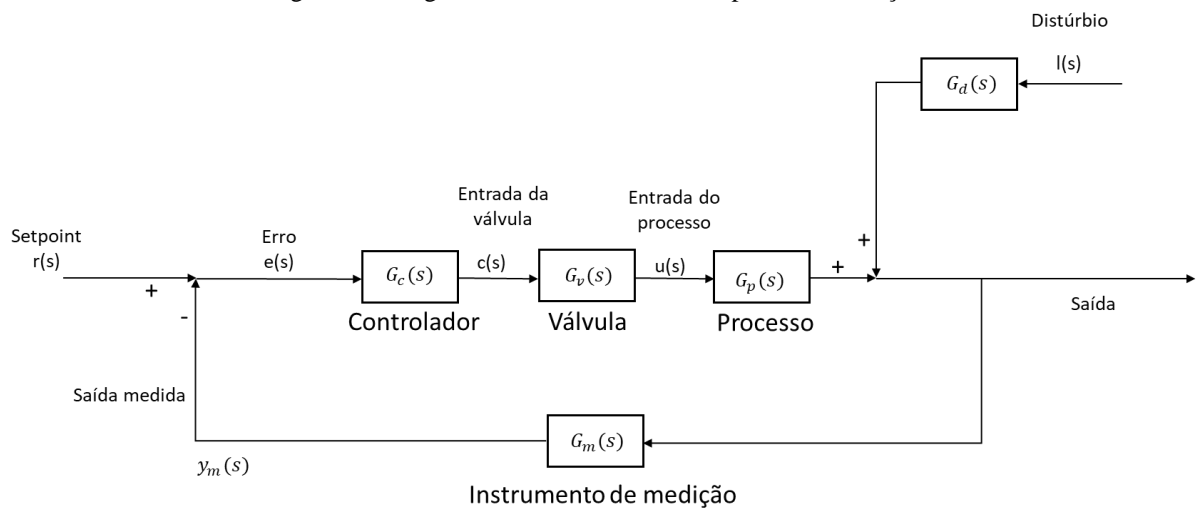 Distúrbio
l(s)
G_d(s)
Entrada da
válvula
Entrada do
processo
Setpoint
r(s)
Erro
e(s)
+
-
G_c(s)
c(s)
G_v(s)
u(s)
G_p(s)
+
+
Controlador
Válvula
Processo
Saída
Saída medida
y_m(s)
G_m(s)
Instrumento de medição